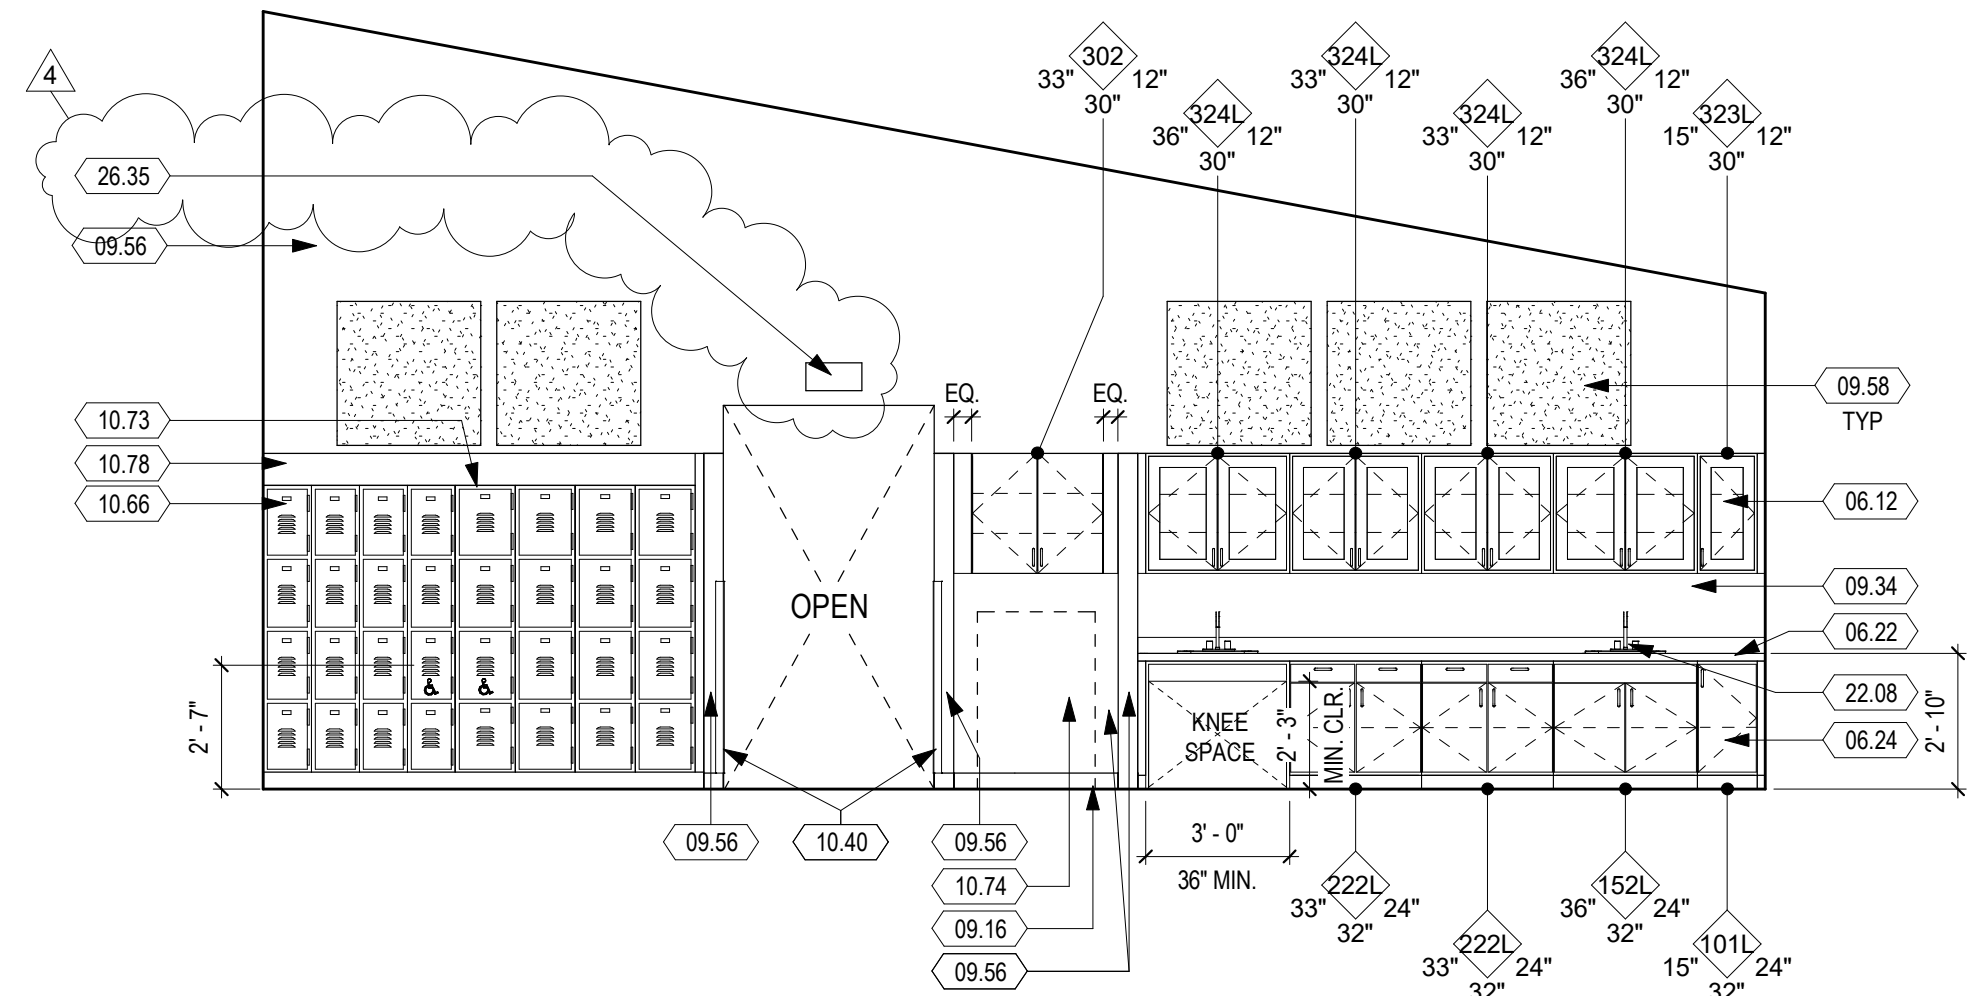 4
302
33" 12"
30"
324L
36" 12"
30"
324L
33" 12"
30"
324L
33" 12"
30"
324L
36" 12"
30"
323L
15" 12"
30"
26.35
09.56
10.73
10.78
10.66
EQ.
EQ.
09.58
TYP
06.12
09.34
06.22
22.08
06.24
OPEN
KNEE
SPACE
2' - 3"
MIN. CLR.
2' - 7"
2' - 10"
09.56
10.40
09.56
10.74
09.16
09.56
3' - 0"
36" MIN.
222L
33" 24"
32"
222L
33" 24"
32"
152L
36" 24"
32"
101L
15" 24"
32"